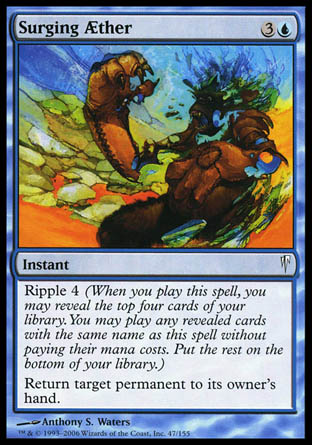 Surging Æther 3
Instant
Ripple 4 (When you play this spell, you
may reveal the top four cards of your
library. You may play any revealed cards
with the same name as this spell without
paying their mana costs. Put the rest on the
bottom of your library.)
Return target permanent to its owner's
hand.
Anthony S. Waters
™ & © 1993–2006 Wizards of the Coast, Inc. 47/155